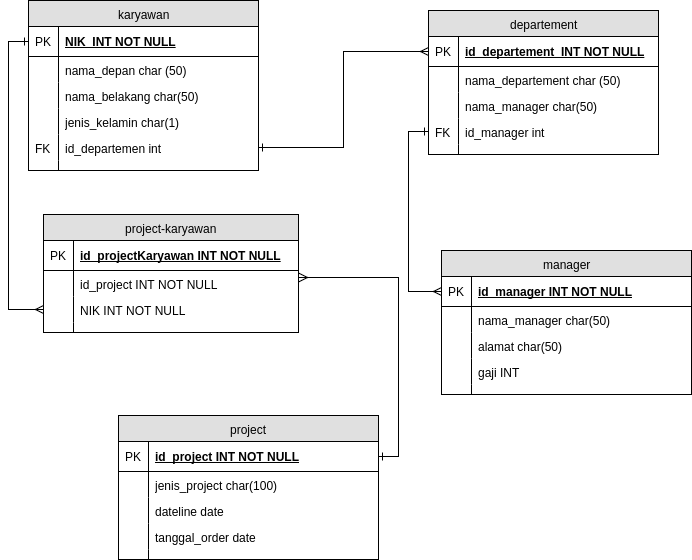 karyawan
PK NIK INT NOT NULL
nama_depan char (50)
nama_belakang char(50)
jenis_kelamin char(1)
FK id_departemen int
departement
PK id_departement INT NOT NULL
nama_departement char (50)
nama_manager char(50)
FK id_manager int
project-karyawan
PK id_projectKaryawan INT NOT NULL
id_project INT NOT NULL
NIK INT NOT NULL
manager
PK id_manager INT NOT NULL
nama_manager char(50)
alamat char(50)
gaji INT
project
PK id_project INT NOT NULL
jenis_project char(100)
dateline date
tanggal_order date